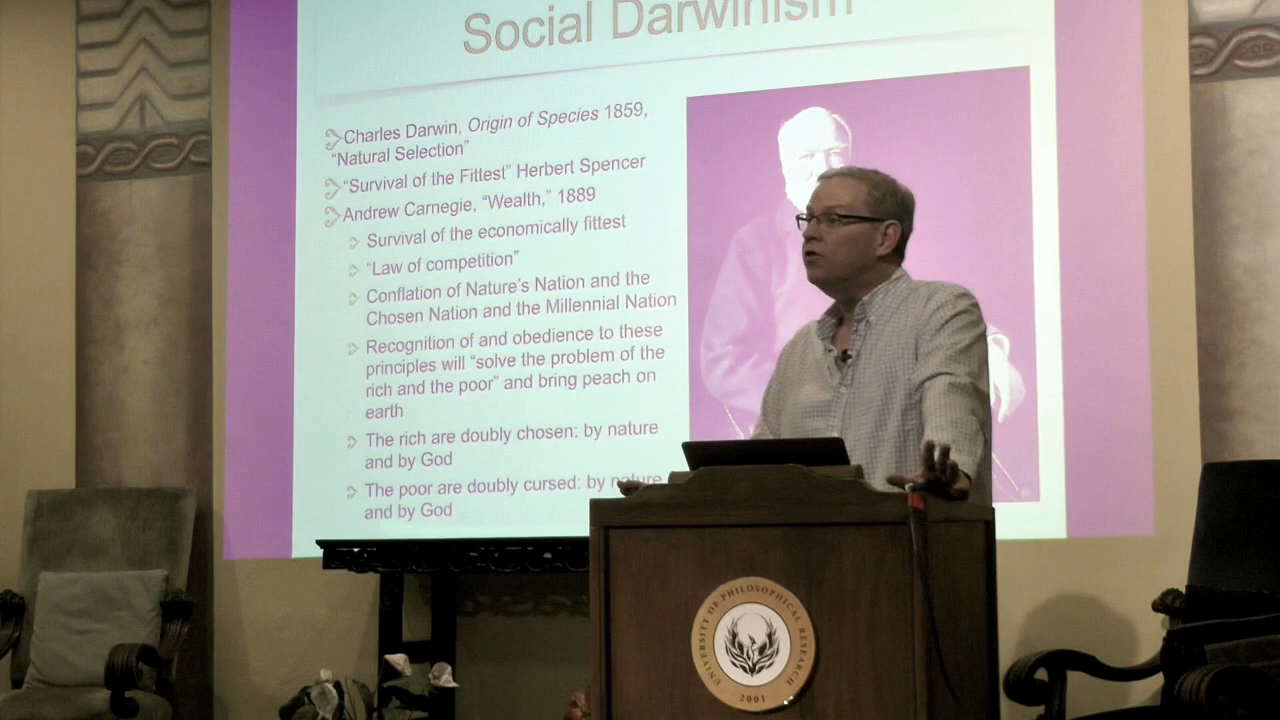 Social Darwinism
Charles Darwin, Origin of Species 1859,
"Natural Selection"
"Survival of the Fittest" Herbert Spencer
Andrew Carnegie, "Wealth," 1889
Survival of the economically fittest
"Law of competition"
Conflation of Nature's Nation and the
Chosen Nation and the Millennial Nation
Recognition of and obedience to these
principles will "solve the problem of the
rich and the poor" and bring peach on
earth
The rich are doubly chosen: by nature
and by God
The poor are doubly cursed: by nature
and by God
UNIVERSITY OF PHILOSOPHICAL RESEARCH
2001